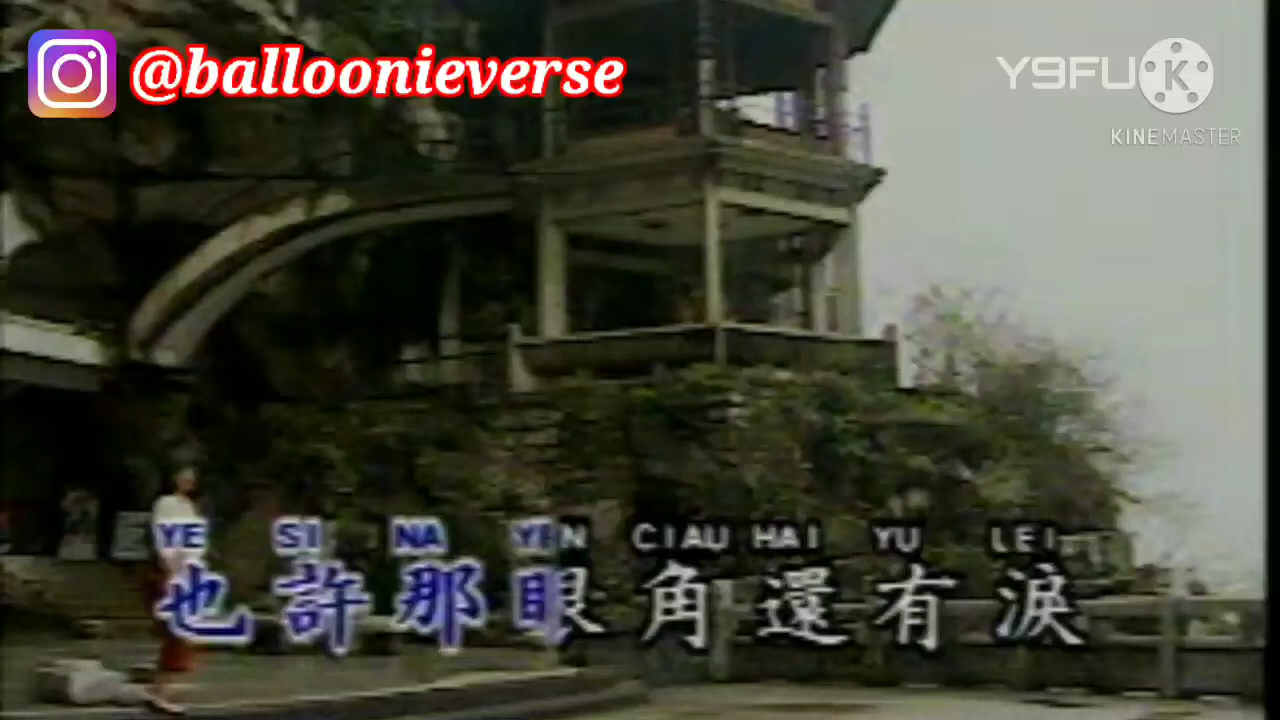 @balloonieverse
Y9FU
K
KINEMASTER
YE SI NA YEN CIAU HAI YU LEI
也許那眼角還有淚